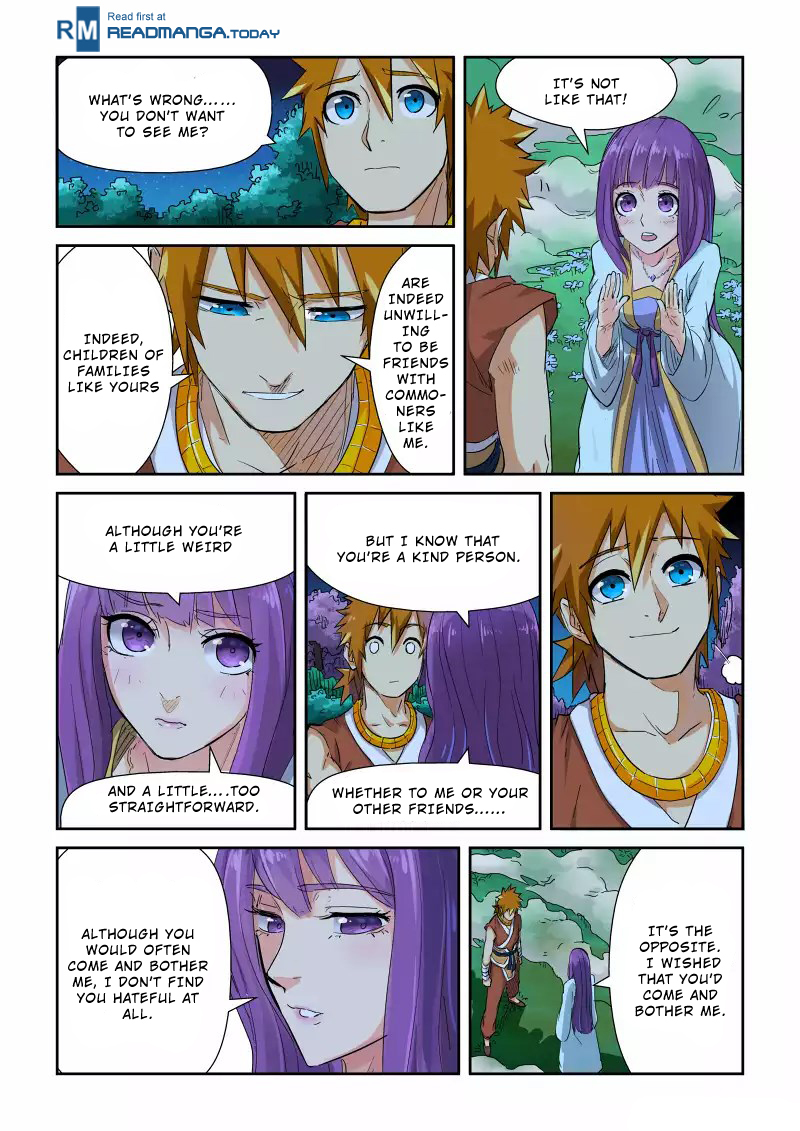 RM
Read first at
READMANGA.TODAY
WHAT'S WRONG......
YOU DON'T WANT
TO SEE ME?
IT'S NOT
LIKE THAT!
INDEED,
CHILDREN OF
FAMILIES
LIKE YOURS
ARE
INDEED
UNWILL-
ING
TO BE
FRIENDS
WITH
COMMO-
NERS
LIKE
ME.
ALTHOUGH YOU'RE
A LITTLE WEIRD
AND A LITTLE....TOO
STRAIGHTFORWARD.
BUT I KNOW THAT
YOU'RE A KIND PERSON.
WHETHER TO ME OR YOUR
OTHER FRIENDS......
ALTHOUGH YOU
WOULD OFTEN
COME AND BOTHER
ME, I DON'T FIND
YOU HATEFUL AT
ALL.
IT'S THE
OPPOSITE.
I WISHED
THAT YOU'D
COME AND
BOTHER ME.